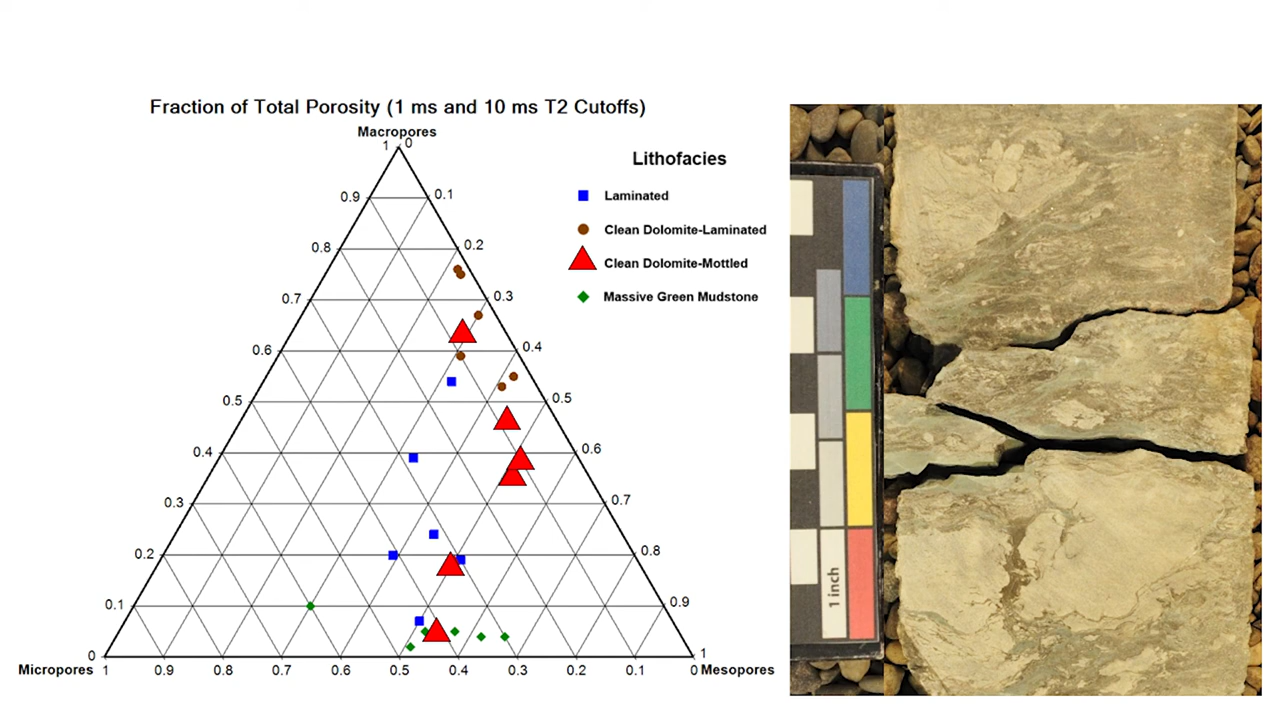 Fraction of Total Porosity (1 ms and 10 ms T2 Cutoffs)
Macropores
1 0
Lithofacies
Laminated
Clean Dolomite-Laminated
Clean Dolomite-Mottled
Massive Green Mudstone
0.9 0.1
0.8 0.2
0.7 0.3
0.6 0.4
0.5 0.5
0.4 0.6
0.3 0.7
0.2 0.8
0.1 0.9
0 1
Micropores 1 0.9 0.8 0.7 0.6 0.5 0.4 0.3 0.2 0.1 0 Mesopores
1 inch